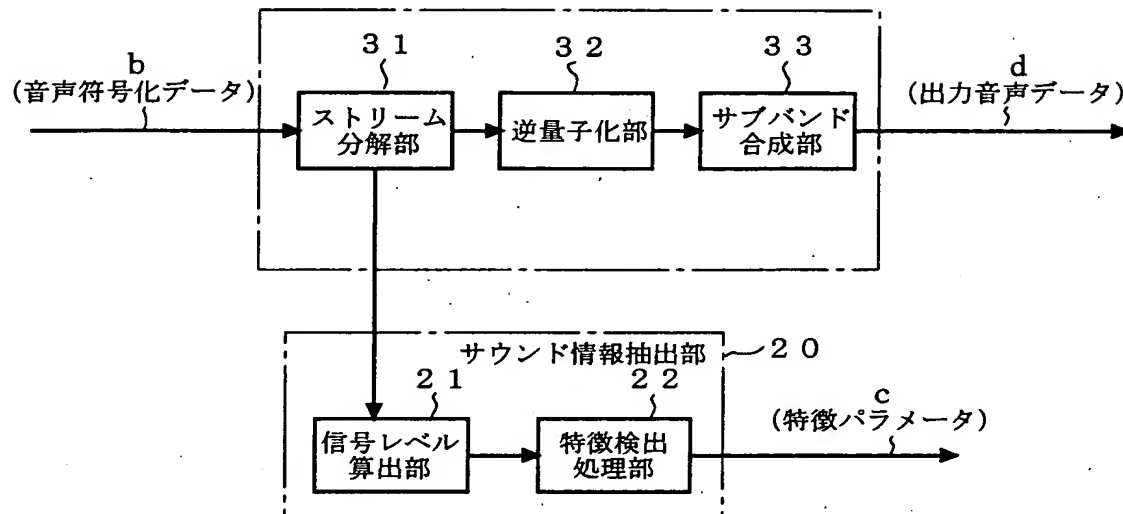 31
32
33
b
(音声符号化データ)
d
(出力音声データ)
ストリーム
分解部
逆量子化部
サブバンド
合成部
サウンド情報抽出部
20
21
22
c
(特徴パラメータ)
信号レベル
算出部
特徴検出
処理部